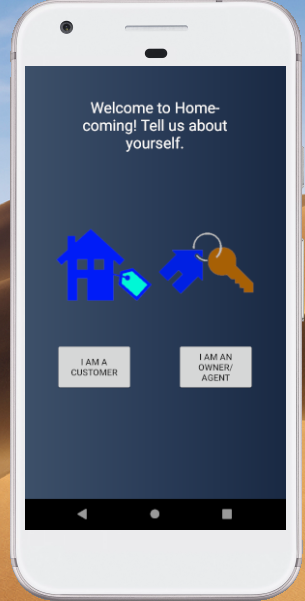 Welcome to Home-
coming! Tell us about
yourself.
I AM A
CUSTOMER
I AM AN
OWNER/
AGENT